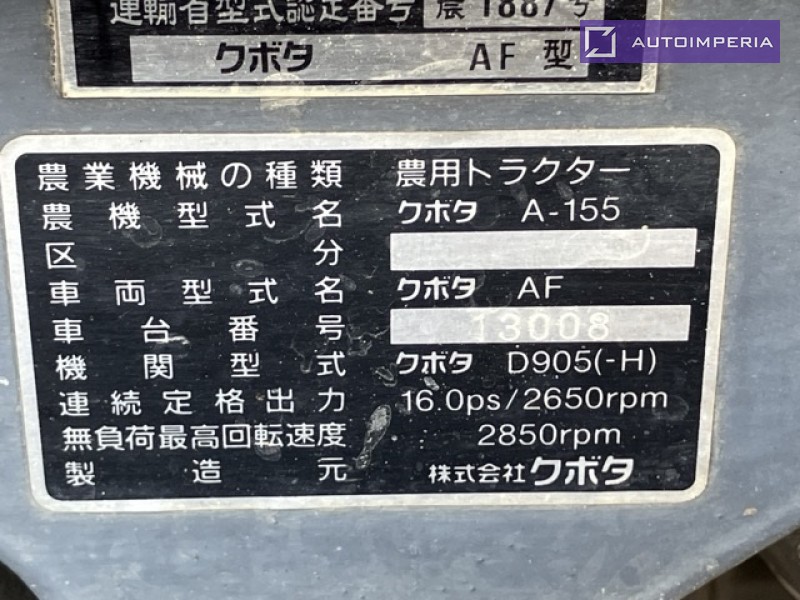 運輸省型式認定番号 農1887号
クボタ AF 型
AUTOIMPERIA
農業機械の種類 農用トラクター
農機型式名 クボタ A-155
区分
車両型式名 クボタ AF
車台番号 13008
機関型式 クボタ D905(-H)
連続定格出力 16.0ps/2650rpm
無負荷最高回転速度 2850rpm
製造元 株式会社クボタ